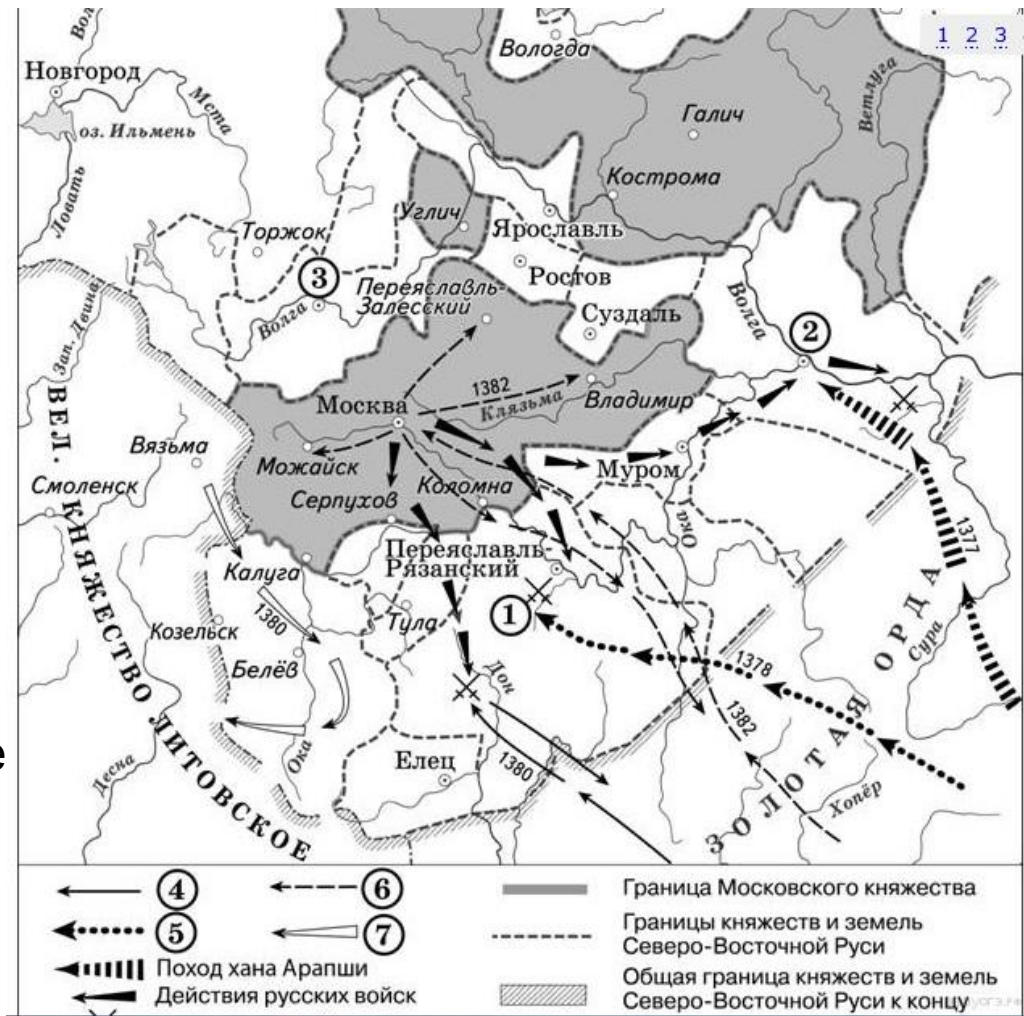 1 2 3
Вологда
Новгород
Мста
оз. Ильмень
Ловать
Галич
Ветлуга
Кострома
Углич
Ярославль
Торжок
3
Ростов
Переяславль-
Залесский
Волга
Суздаль
Волга
2
Зап. Двина
1382
Клязьма
Москва
Владимир
Вязьма
Можайск
Муром
Смоленск
Серпухов
Коломна
Ока
1377
Переяславль-
Рязанский
Калуга
1
Тула
1380
Козельск
Белёв
Сура
1378
Дон
1382
ЗОЛОТАЯ ОРДА
ВЕЛ. КНЯЖЕСТВО ЛИТОВСКОЕ
Ока
Елец
1380
Десна
Хопёр
е
4
6
Граница Московского княжества
5
7
Границы княжеств и земель
Северо-Восточной Руси
Поход хана Арапши
Действия русских войск
Общая граница княжеств и земель
Северо-Восточной Руси к концу